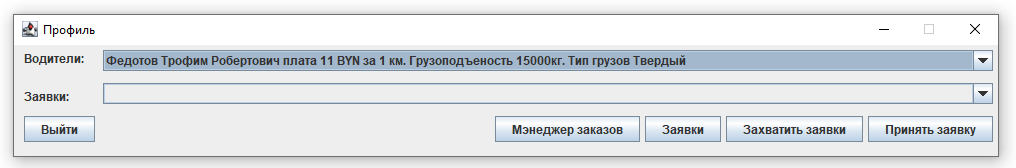 Профиль
Водители: Федотов Трофим Робертович плата 11 BYN за 1 км. Грузоподъеность 15000кг. Тип грузов Твердый
Заявки:
Выйти Мэнеджер заказов Заявки Захватить заявки Принять заявку